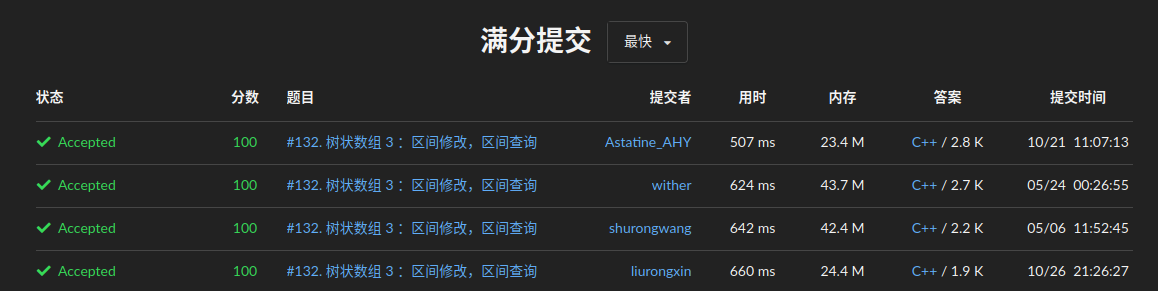 满分提交 最快
状态 分数 题目 提交者 用时 内存 答案 提交时间
Accepted 100 #132. 树状数组 3 ：区间修改，区间查询 Astatine_AHY 507 ms 23.4 M C++ / 2.8 K 10/21 11:07:13
Accepted 100 #132. 树状数组 3 ：区间修改，区间查询 wither 624 ms 43.7 M C++ / 2.7 K 05/24 00:26:55
Accepted 100 #132. 树状数组 3 ：区间修改，区间查询 shurongwang 642 ms 42.4 M C++ / 2.2 K 05/06 11:52:45
Accepted 100 #132. 树状数组 3 ：区间修改，区间查询 liurongxin 660 ms 24.4 M C++ / 1.9 K 10/26 21:26:27